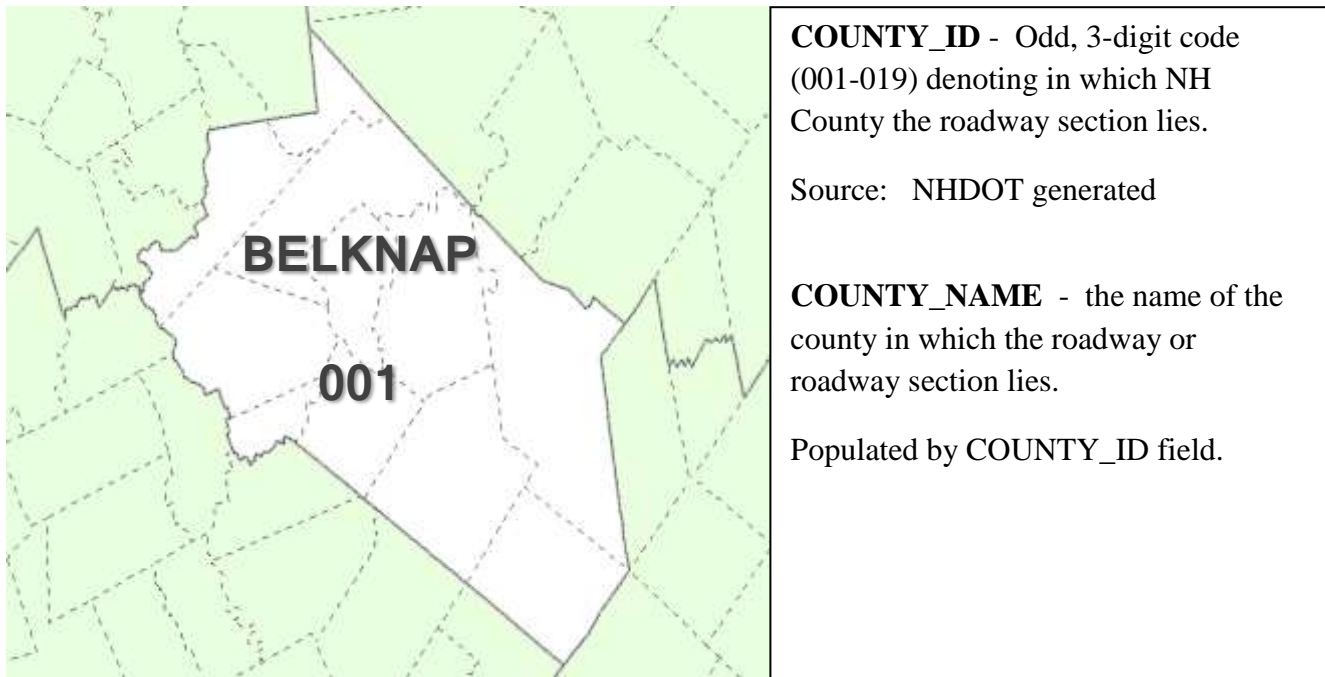 BELKNAP
001
COUNTY_ID - Odd, 3-digit code
(001-019) denoting in which NH
County the roadway section lies.
Source: NHDOT generated
COUNTY_NAME - the name of the
county in which the roadway or
roadway section lies.
Populated by COUNTY_ID field.